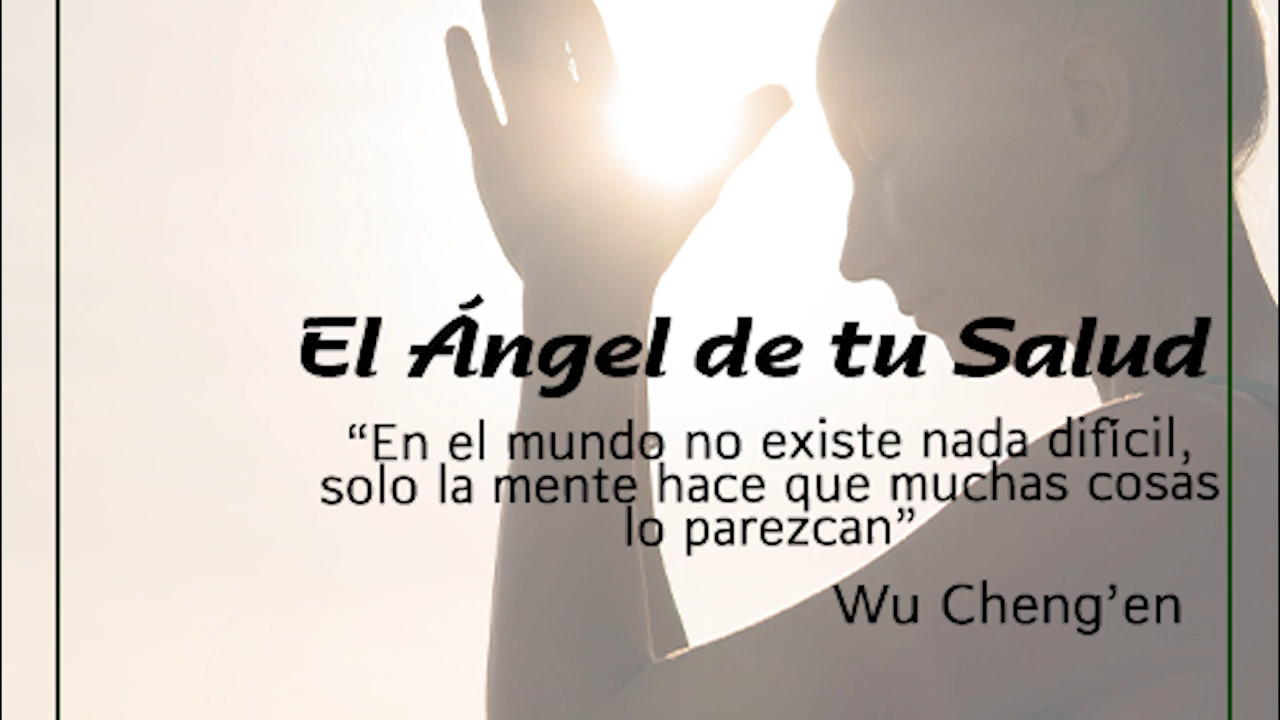 El Ángel de tu Salud
“En el mundo no existe nada difícil,
solo la mente hace que muchas cosas
lo parezcan”
Wu Cheng’en